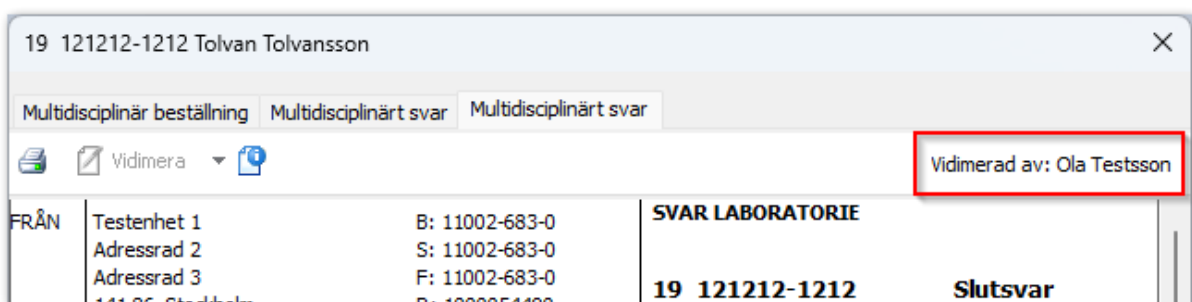 19 121212-1212 Tolvan Tolvansson
Multidisciplinär beställning Multidisciplinärt svar Multidisciplinärt svar
Vidimera Vidimerad av: Ola Testsson
FRÅN Testenhet 1 B: 11002-683-0 SVAR LABORATORIE
Adressrad 2 S: 11002-683-0
Adressrad 3 F: 11002-683-0
19 121212-1212 Slutsvar